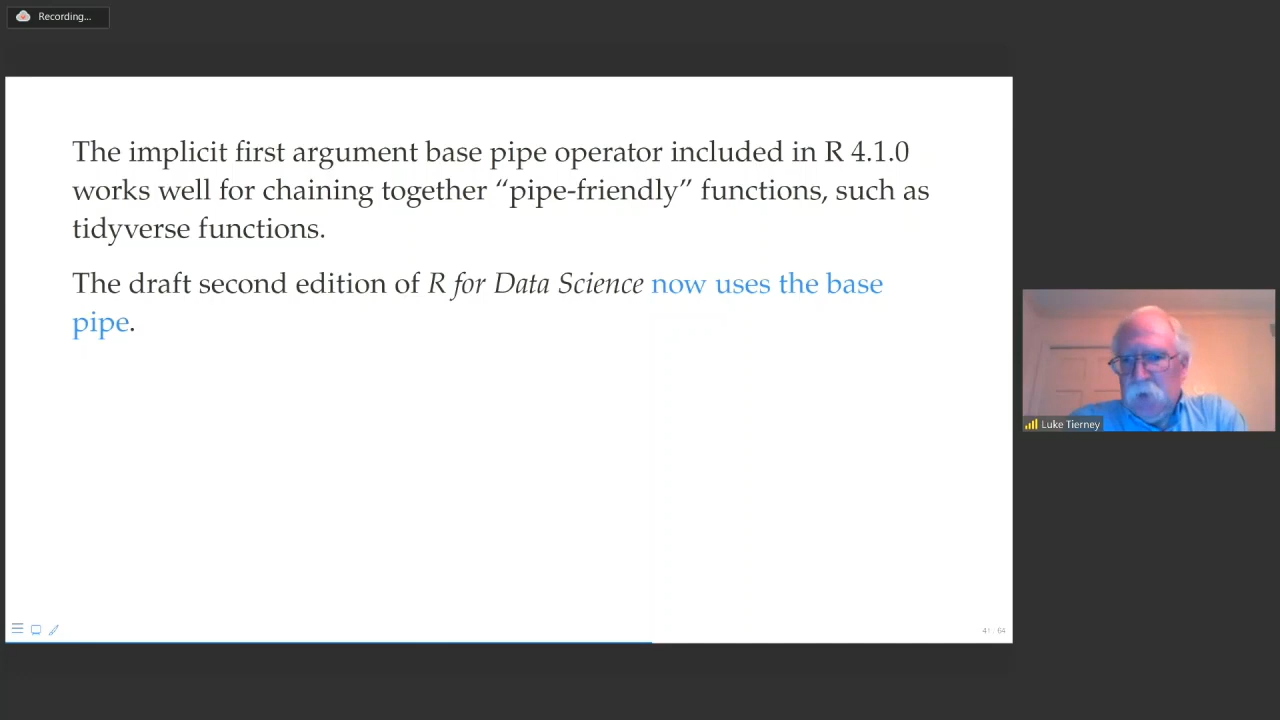 Recording...
The implicit first argument base pipe operator included in R 4.1.0
works well for chaining together “pipe-friendly” functions, such as
tidyverse functions.
The draft second edition of R for Data Science now uses the base
pipe.
Luke Tierney
41 / 64